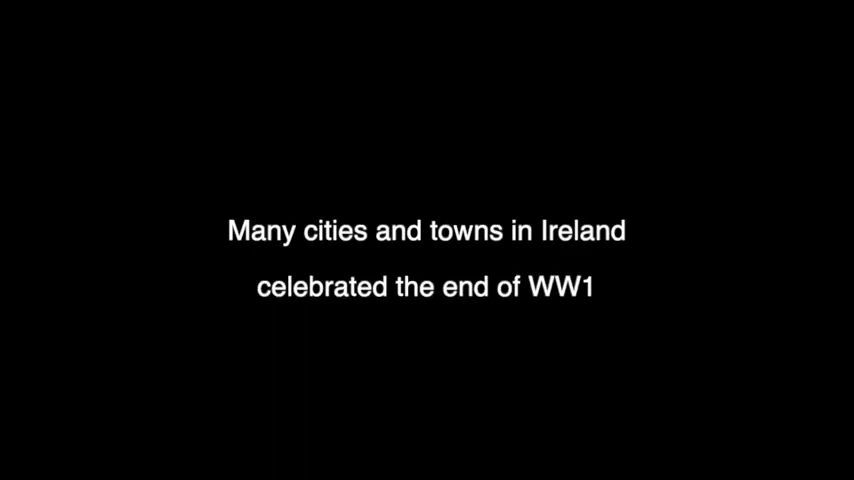 Many cities and towns in Ireland
celebrated the end of WW1